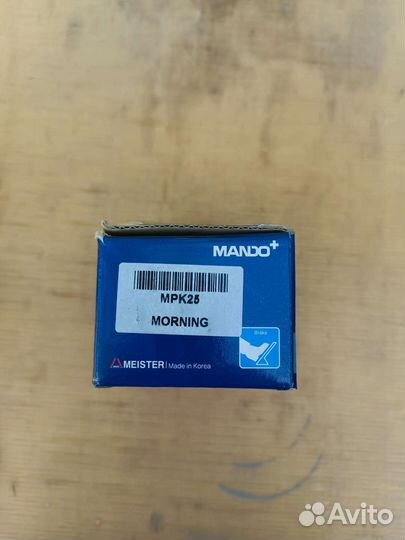 MANDO+
MPK25
MORNING
Brake
MEISTER | Made in Korea
Avito